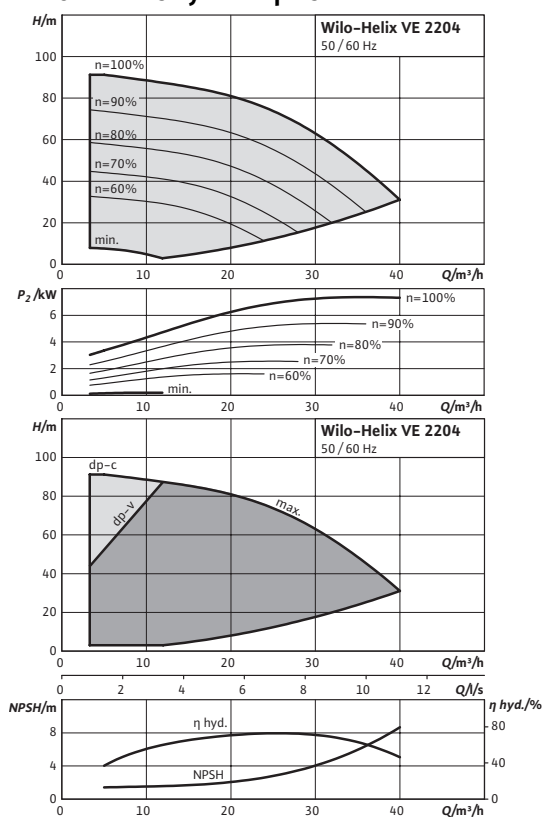 H/m
Wilo-Helix VE 2204
50 / 60 Hz
n=100%
100
n=90%
80
n=80%
60
n=70%
40
n=60%
20
min.
0
0 10 20 30 40 Q/m³/h
P₂ /kW
n=100%
6
n=90%
4
n=80%
n=70%
2
n=60%
min.
0
0 10 20 30 40 Q/m³/h
H/m
Wilo-Helix VE 2204
50 / 60 Hz
100
dp-c
80
dp-v
max.
60
40
20
0
0 10 20 30 40 Q/m³/h
0 2 4 6 8 10 12 Q/l/s
NPSH/m
η hyd./%
η hyd.
8 80
4 40
NPSH
0 0
0 10 20 30 40 Q/m³/h